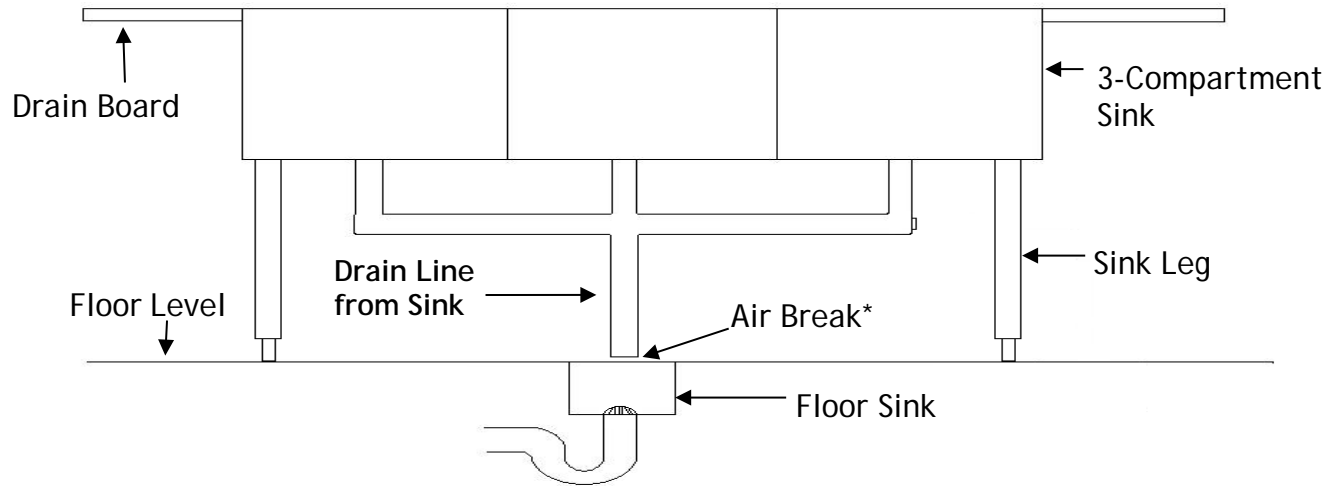 Drain Board
3-Compartment
Sink
Drain Line
from Sink
Sink Leg
Floor Level
Air Break*
Floor Sink